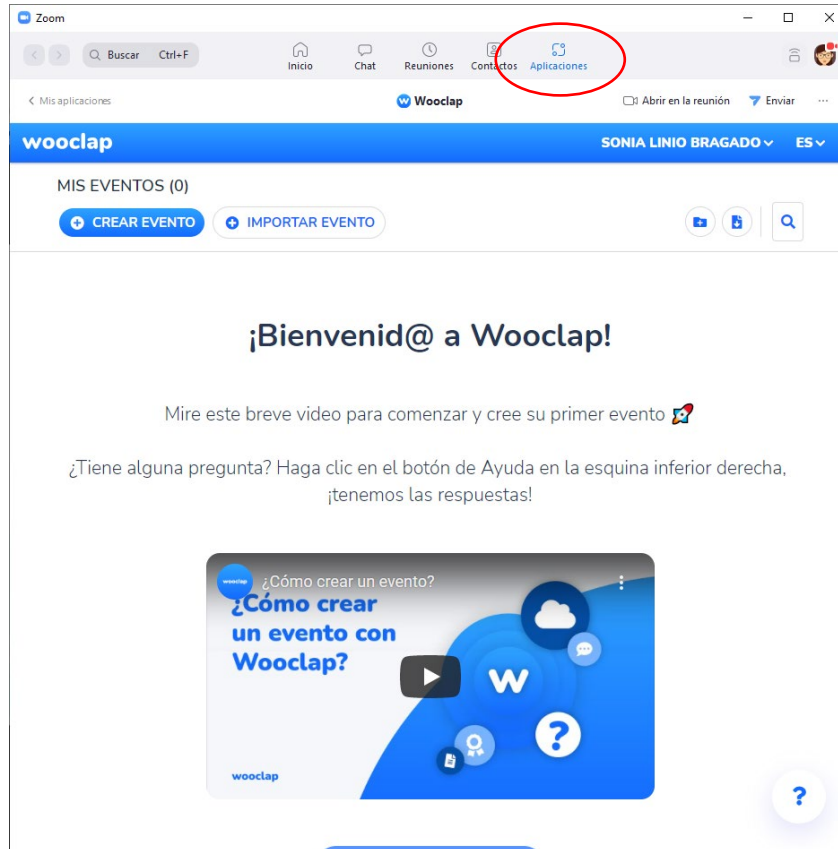 Zoom
Buscar Ctrl+F
Inicio
Chat
Reuniones
Contactos
Aplicaciones
Mis aplicaciones
Wooclap
Abrir en la reunión
Enviar
wooclap
SONIA LINIO BRAGADO
ES
MIS EVENTOS (0)
CREAR EVENTO
IMPORTAR EVENTO
¡Bienvenid@ a Wooclap!
Mire este breve video para comenzar y cree su primer evento 🚀
¿Tiene alguna pregunta? Haga clic en el botón de Ayuda en la esquina inferior derecha,
¡tenemos las respuestas!
wooclap
¿Cómo crear un evento?
¿Cómo crear
un evento con
Wooclap?
w
?
wooclap
?